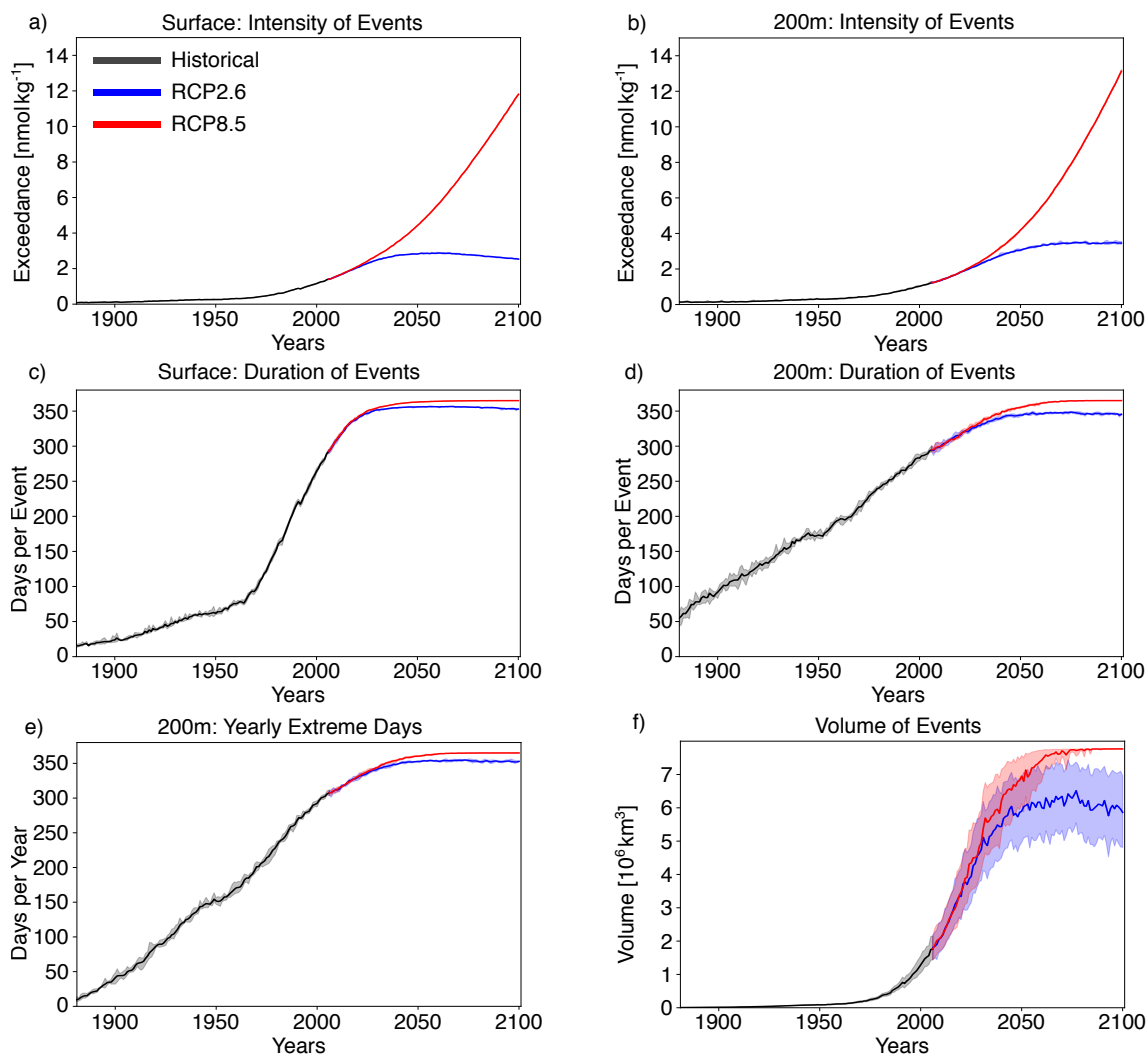 a) Surface: Intensity of Events
Exceedance [nmol kg⁻¹]
14
12
10
8
6
4
2
0
Historical
RCP2.6
RCP8.5
1900 1950 2000 2050 2100
Years
b) 200m: Intensity of Events
Exceedance [nmol kg⁻¹]
14
12
10
8
6
4
2
0
1900 1950 2000 2050 2100
Years
c) Surface: Duration of Events
Days per Event
350
300
250
200
150
100
50
0
1900 1950 2000 2050 2100
Years
d) 200m: Duration of Events
Days per Event
350
300
250
200
150
100
50
0
1900 1950 2000 2050 2100
Years
e) 200m: Yearly Extreme Days
Days per Year
350
300
250
200
150
100
50
0
1900 1950 2000 2050 2100
Years
f) Volume of Events
Volume [10⁶ km³]
7
6
5
4
3
2
1
0
1900 1950 2000 2050 2100
Years